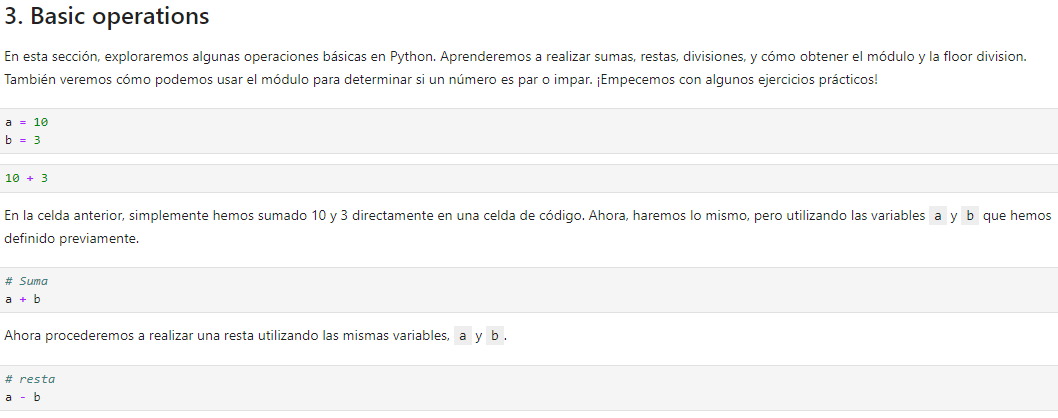 3. Basic operations
En esta sección, exploraremos algunas operaciones básicas en Python. Aprenderemos a realizar sumas, restas, divisiones, y cómo obtener el módulo y la floor division.
También veremos cómo podemos usar el módulo para determinar si un número es par o impar. ¡Empecemos con algunos ejercicios prácticos!
a = 10
b = 3
10 + 3
En la celda anterior, simplemente hemos sumado 10 y 3 directamente en una celda de código. Ahora, haremos lo mismo, pero utilizando las variables a y b que hemos
definido previamente.
# Suma
a + b
Ahora procederemos a realizar una resta utilizando las mismas variables, a y b .
# resta
a - b